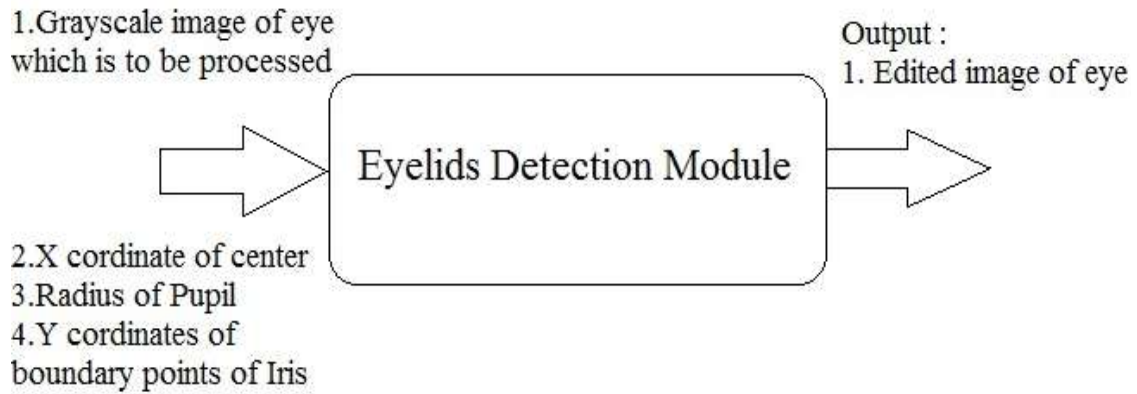 1.Grayscale image of eye
which is to be processed
Output :
1. Edited image of eye
Eyelids Detection Module
2.X cordinate of center
3.Radius of Pupil
4.Y cordinates of
boundary points of Iris